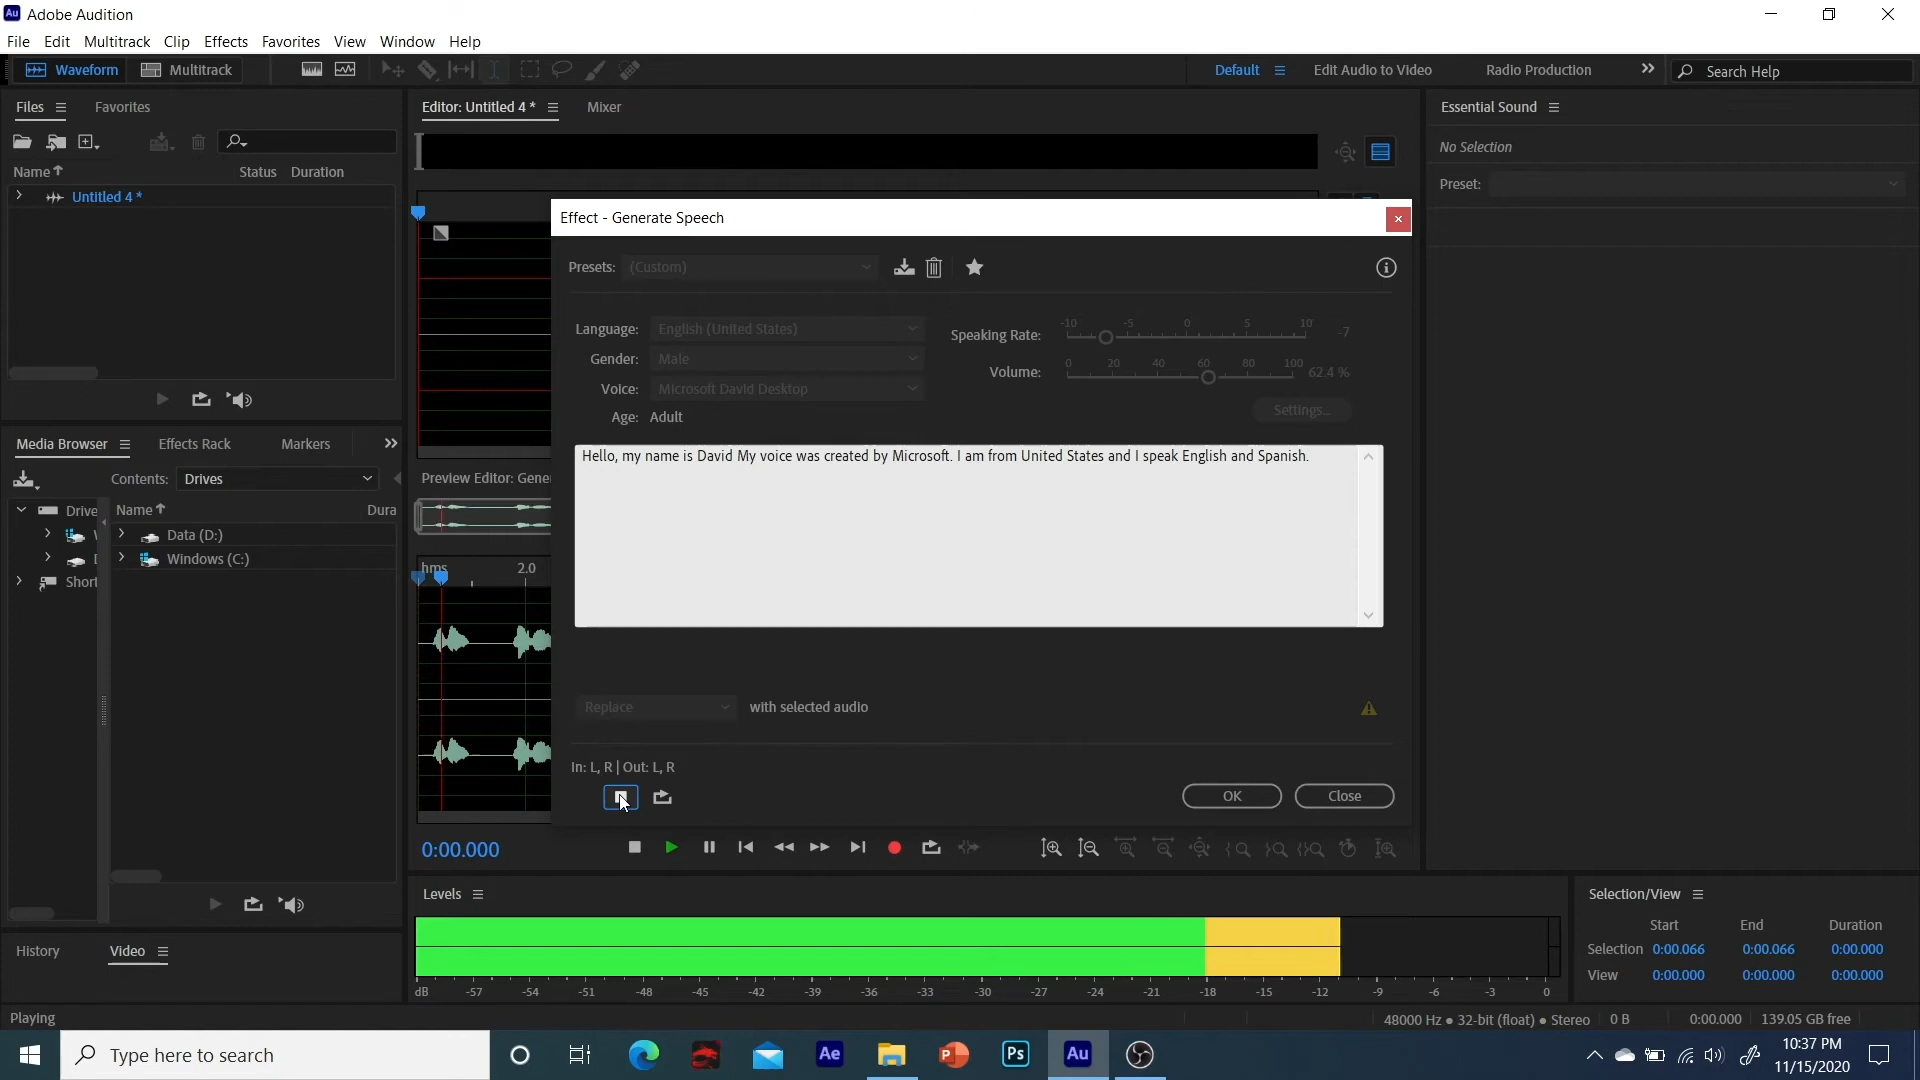 Adobe Audition
File Edit Multitrack Clip Effects Favorites View Window Help
Waveform Multitrack Default Edit Audio to Video Radio Production Search Help
Files Favorites
Editor: Untitled 4 * Mixer
Essential Sound
No Selection
Name Status Duration
Preset:
Untitled 4 *
Effect - Generate Speech
Presets: (Custom)
Language: English (United States)
Speaking Rate: -10 -5 0 5 10 -7
Gender: Male
Volume: 0 20 40 60 80 100 62.4 %
Voice: Microsoft David Desktop
Age: Adult
Settings...
Hello, my name is David My voice was created by Microsoft. I am from United States and I speak English and Spanish.
Media Browser Effects Rack Markers
Contents: Drives
Preview Editor: Gene
Name Dura
Drive
Data (D:)
Windows (C:)
Short
hms 2.0
Replace with selected audio
In: L, R | Out: L, R
OK Close
0:00.000
Levels
dB -57 -54 -51 -48 -45 -42 -39 -36 -33 -30 -27 -24 -21 -18 -15 -12 -9 -6 -3 0
Selection/View
Start End Duration
Selection 0:00.066 0:00.066 0:00.000
View 0:00.000 0:00.000 0:00.000
History Video
Playing
48000 Hz ● 32-bit (float) ● Stereo 0 B 0:00.000 139.05 GB free
Type here to search
Ae Ps Au
10:37 PM
11/15/2020